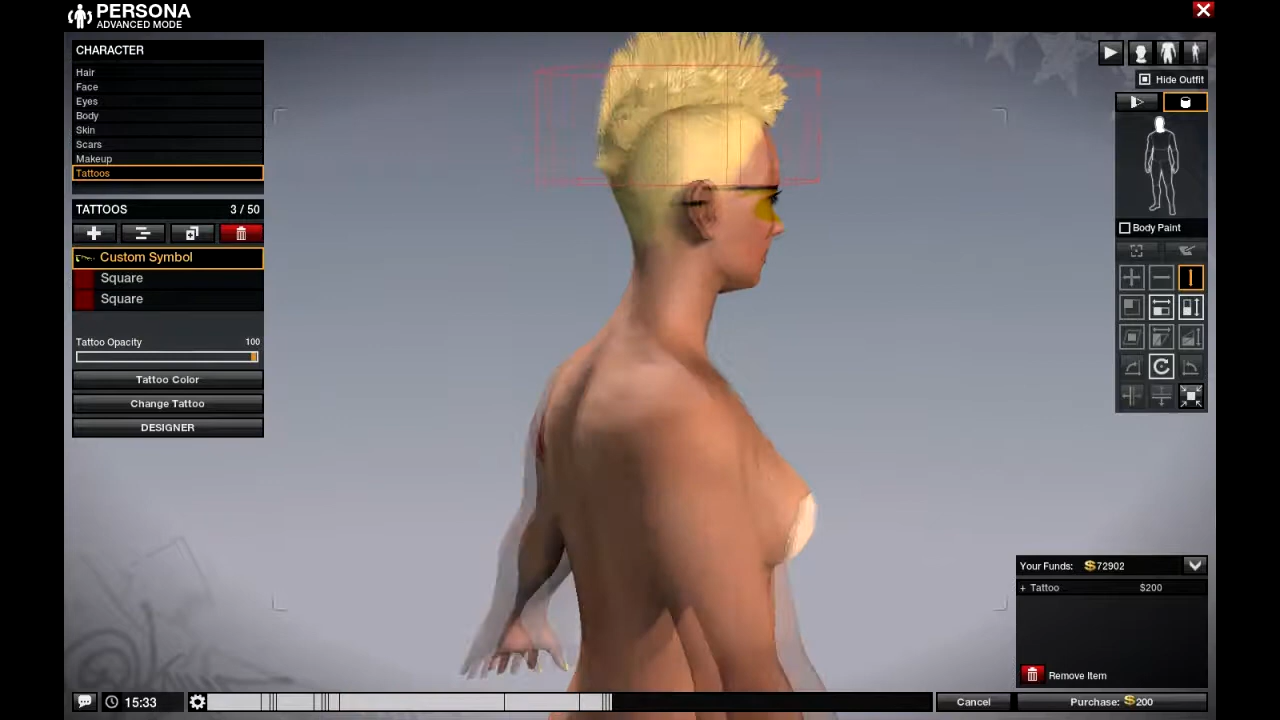 PERSONA
ADVANCED MODE
CHARACTER
Hair
Face
Eyes
Body
Skin
Scars
Makeup
Tattoos
TATTOOS 3 / 50
Custom Symbol
Square
Square
Tattoo Opacity 100
Tattoo Color
Change Tattoo
DESIGNER
Hide Outfit
Body Paint
Your Funds: $72902
+ Tattoo $200
Remove Item
15:33
Cancel
Purchase: $200